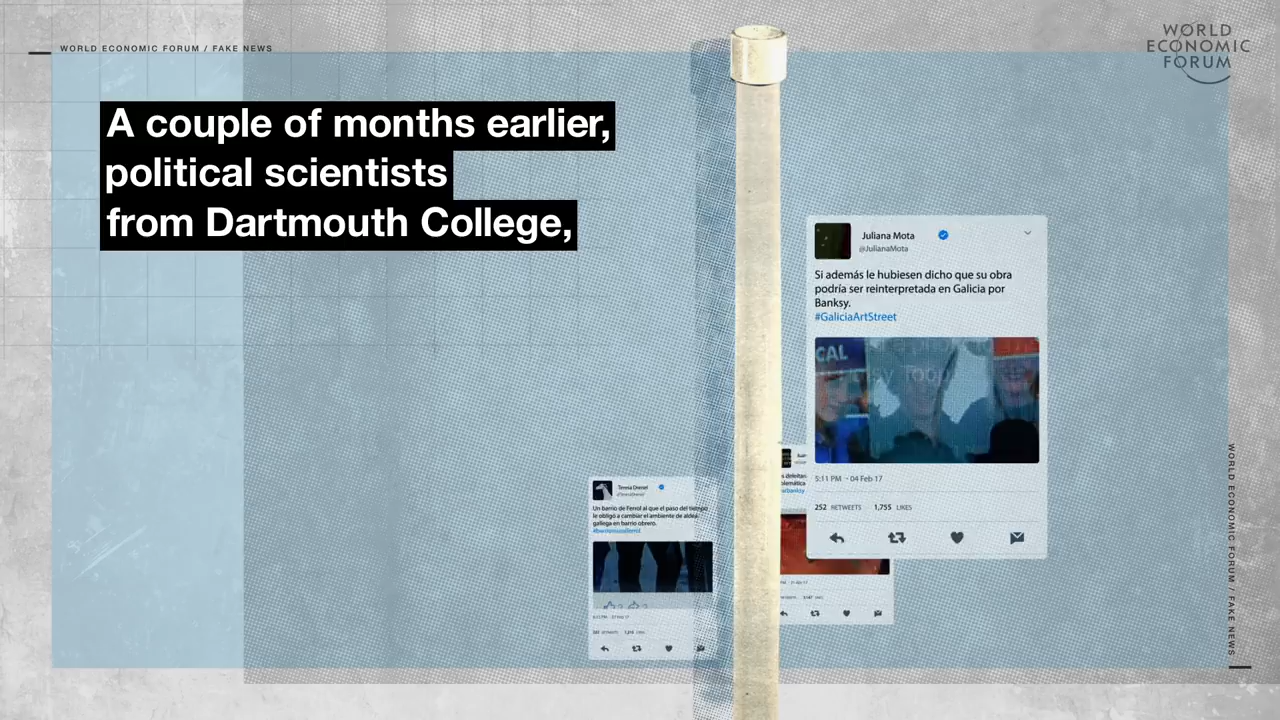 WORLD ECONOMIC FORUM / FAKE NEWS
WORLD
ECONOMIC
FORUM
A couple of months earlier,
political scientists
from Dartmouth College,
Juliana Mota
@JulianaMota
Si además le hubiesen dicho que su obra
podría ser reinterpretada en Galicia por
Banksy.
#GaliciaArtStreet
CAL
5:11 PM - 04 Feb 17
252 RETWEETS 1,755 LIKES
Un barrio de Ferrol al que el paso del tiempo
le obligó a cambiar el ambiente de aldea
gallega en barrio obrero.
WORLD ECONOMIC FORUM / FAKE NEWS